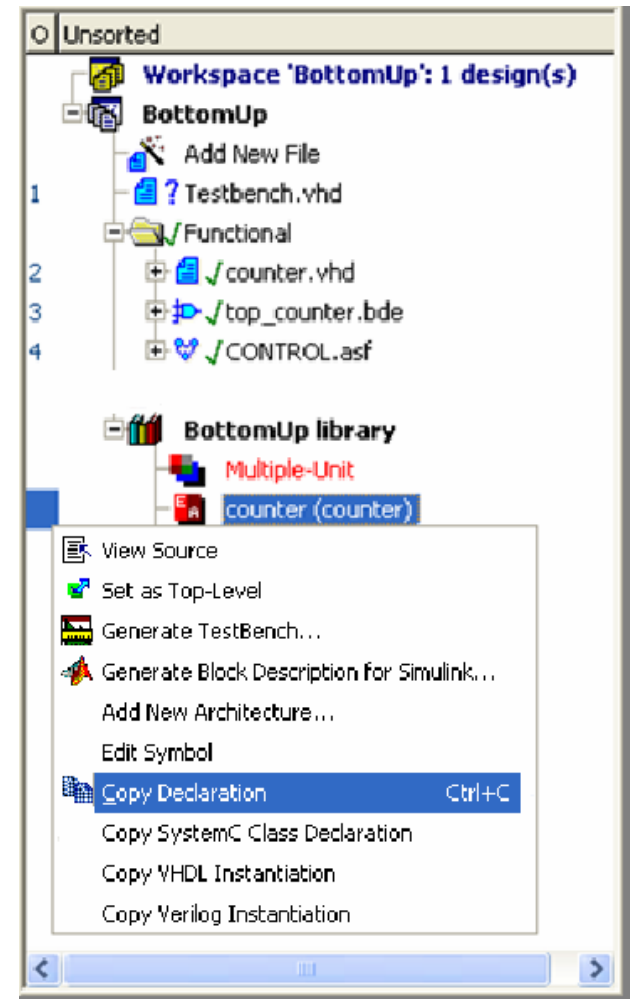 O Unsorted
Workspace 'BottomUp': 1 design(s)
BottomUp
Add New File
1 ? Testbench.vhd
Functional
2 counter.vhd
3 top_counter.bde
4 CONTROL.asf
BottomUp library
Multiple-Unit
E A counter (counter)
View Source
Set as Top-Level
Generate TestBench...
Generate Block Description for Simulink...
Add New Architecture...
Edit Symbol
Copy Declaration Ctrl+C
Copy SystemC Class Declaration
Copy VHDL Instantiation
Copy Verilog Instantiation